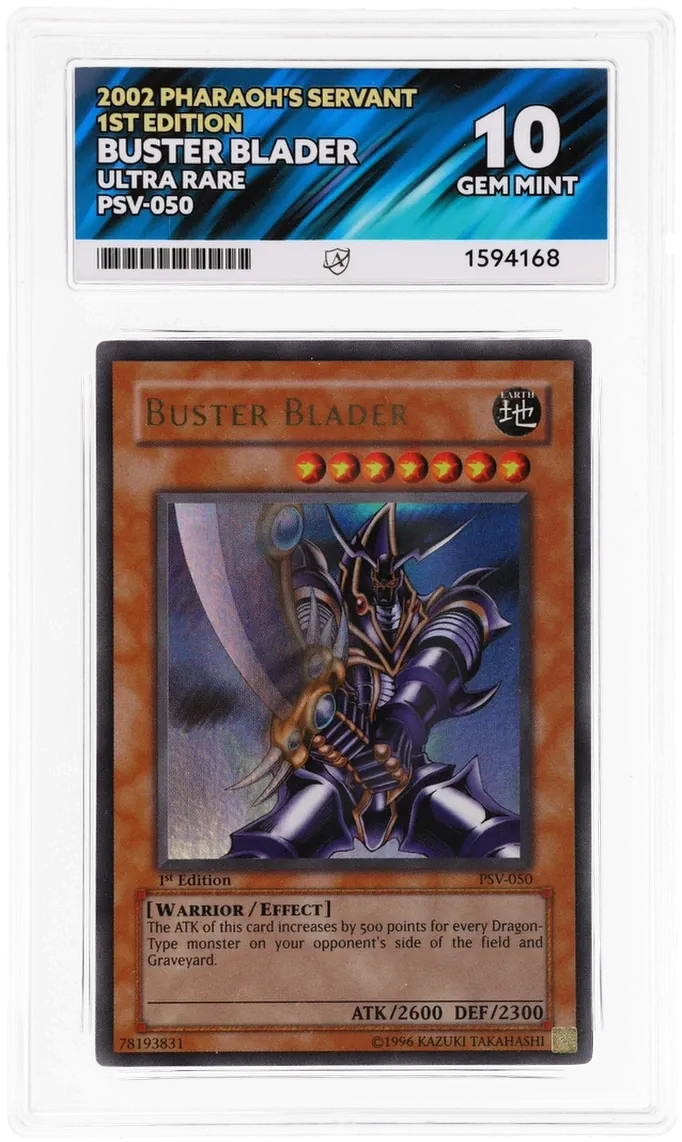 2002 PHARAOH'S SERVANT
1ST EDITION
BUSTER BLADER
ULTRA RARE
PSV-050
10
GEM MINT
1594168
BUSTER BLADER
EARTH
地
1st Edition
PSV-050
[WARRIOR/EFFECT]
The ATK of this card increases by 500 points for every Dragon-
Type monster on your opponent's side of the field and
Graveyard.
ATK/2600 DEF/2300
78193831
©1996 KAZUKI TAKAHASHI